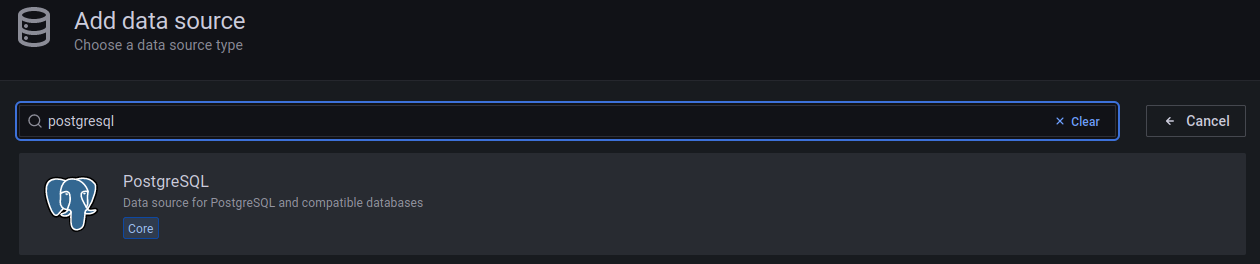 Add data source
Choose a data source type
postgresql
Clear
Cancel
PostgreSQL
Data source for PostgreSQL and compatible databases
Core